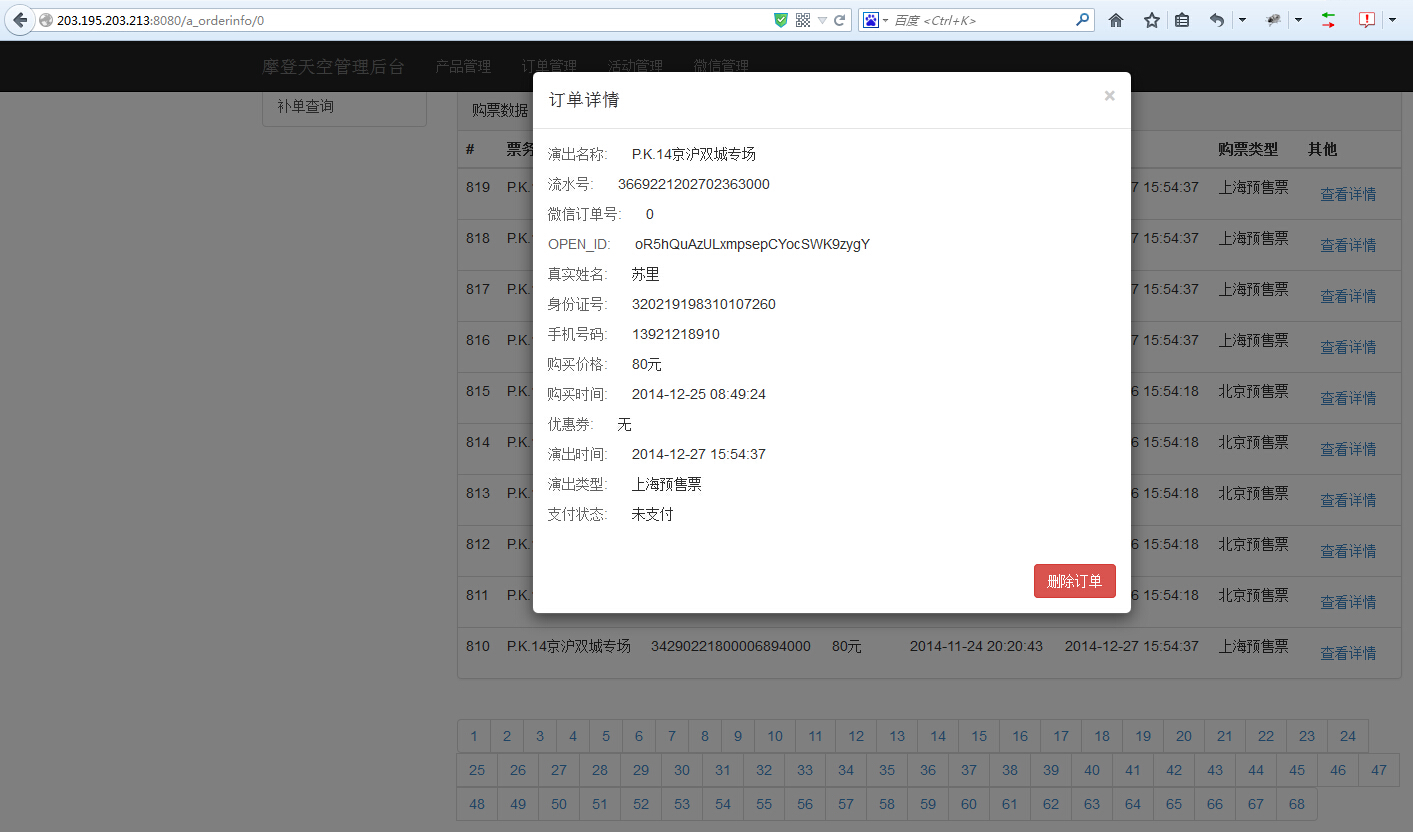 203.195.203.213:8080/a_orderinfo/0
百度 <Ctrl+K>
摩登天空管理后台 产品管理 订单管理 活动管理 微信管理
补单查询
购票数据
# 票务 购票类型 其他
订单详情 ×
演出名称: P.K.14京沪双城专场
流水号: 3669221202702363000
微信订单号: 0
OPEN_ID: oR5hQuAzULxmpsepCYocSWK9zygY
真实姓名: 苏里
身份证号: 320219198310107260
手机号码: 13921218910
购买价格: 80元
购买时间: 2014-12-25 08:49:24
优惠券: 无
演出时间: 2014-12-27 15:54:37
演出类型: 上海预售票
支付状态: 未支付
删除订单
819 P.K. 7 15:54:37 上海预售票 查看详情
818 P.K. 7 15:54:37 上海预售票 查看详情
817 P.K. 7 15:54:37 上海预售票 查看详情
816 P.K. 7 15:54:37 上海预售票 查看详情
815 P.K. 6 15:54:18 北京预售票 查看详情
814 P.K. 6 15:54:18 北京预售票 查看详情
813 P.K. 6 15:54:18 北京预售票 查看详情
812 P.K. 6 15:54:18 北京预售票 查看详情
811 P.K. 6 15:54:18 北京预售票 查看详情
810 P.K.14京沪双城专场 34290221800006894000 80元 2014-11-24 20:20:43 2014-12-27 15:54:37 上海预售票 查看详情
1 2 3 4 5 6 7 8 9 10 11 12 13 14 15 16 17 18 19 20 21 22 23 24
25 26 27 28 29 30 31 32 33 34 35 36 37 38 39 40 41 42 43 44 45 46 47
48 49 50 51 52 53 54 55 56 57 58 59 60 61 62 63 64 65 66 67 68